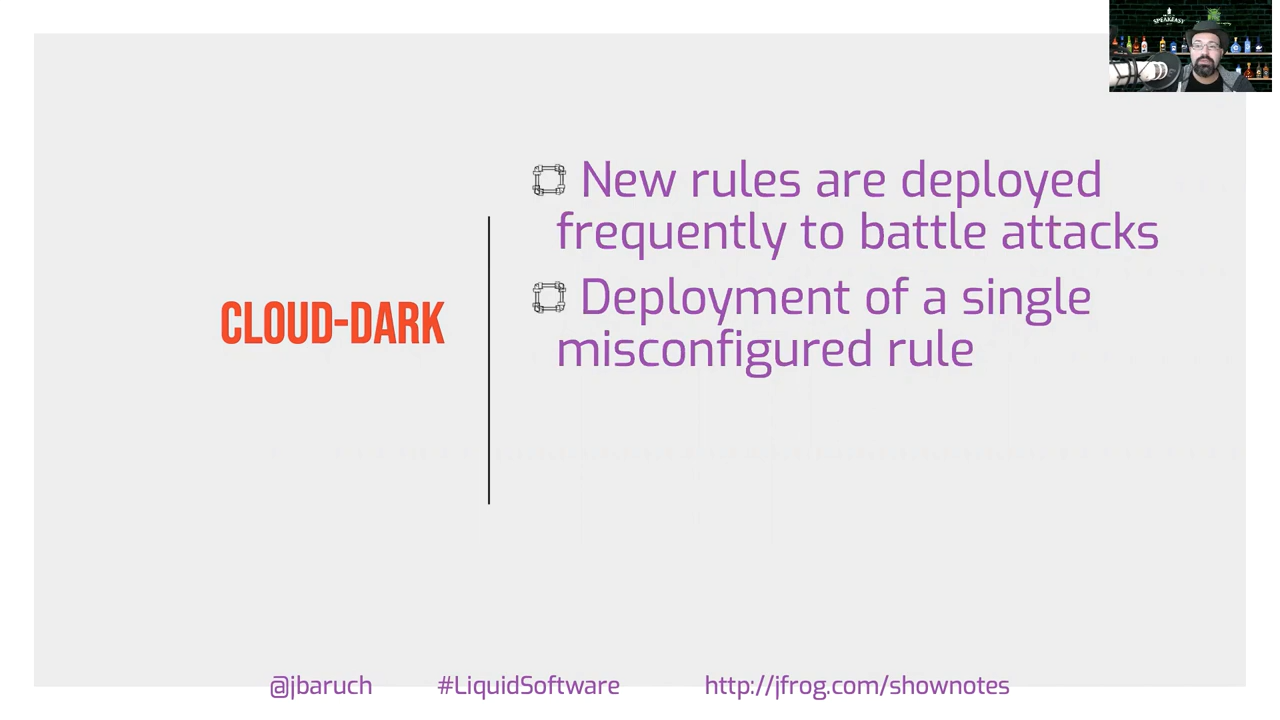 SPEAKEASY
New rules are deployed
frequently to battle attacks
Deployment of a single
misconfigured rule
CLOUD-DARK
@jbaruch #LiquidSoftware http://jfrog.com/shownotes